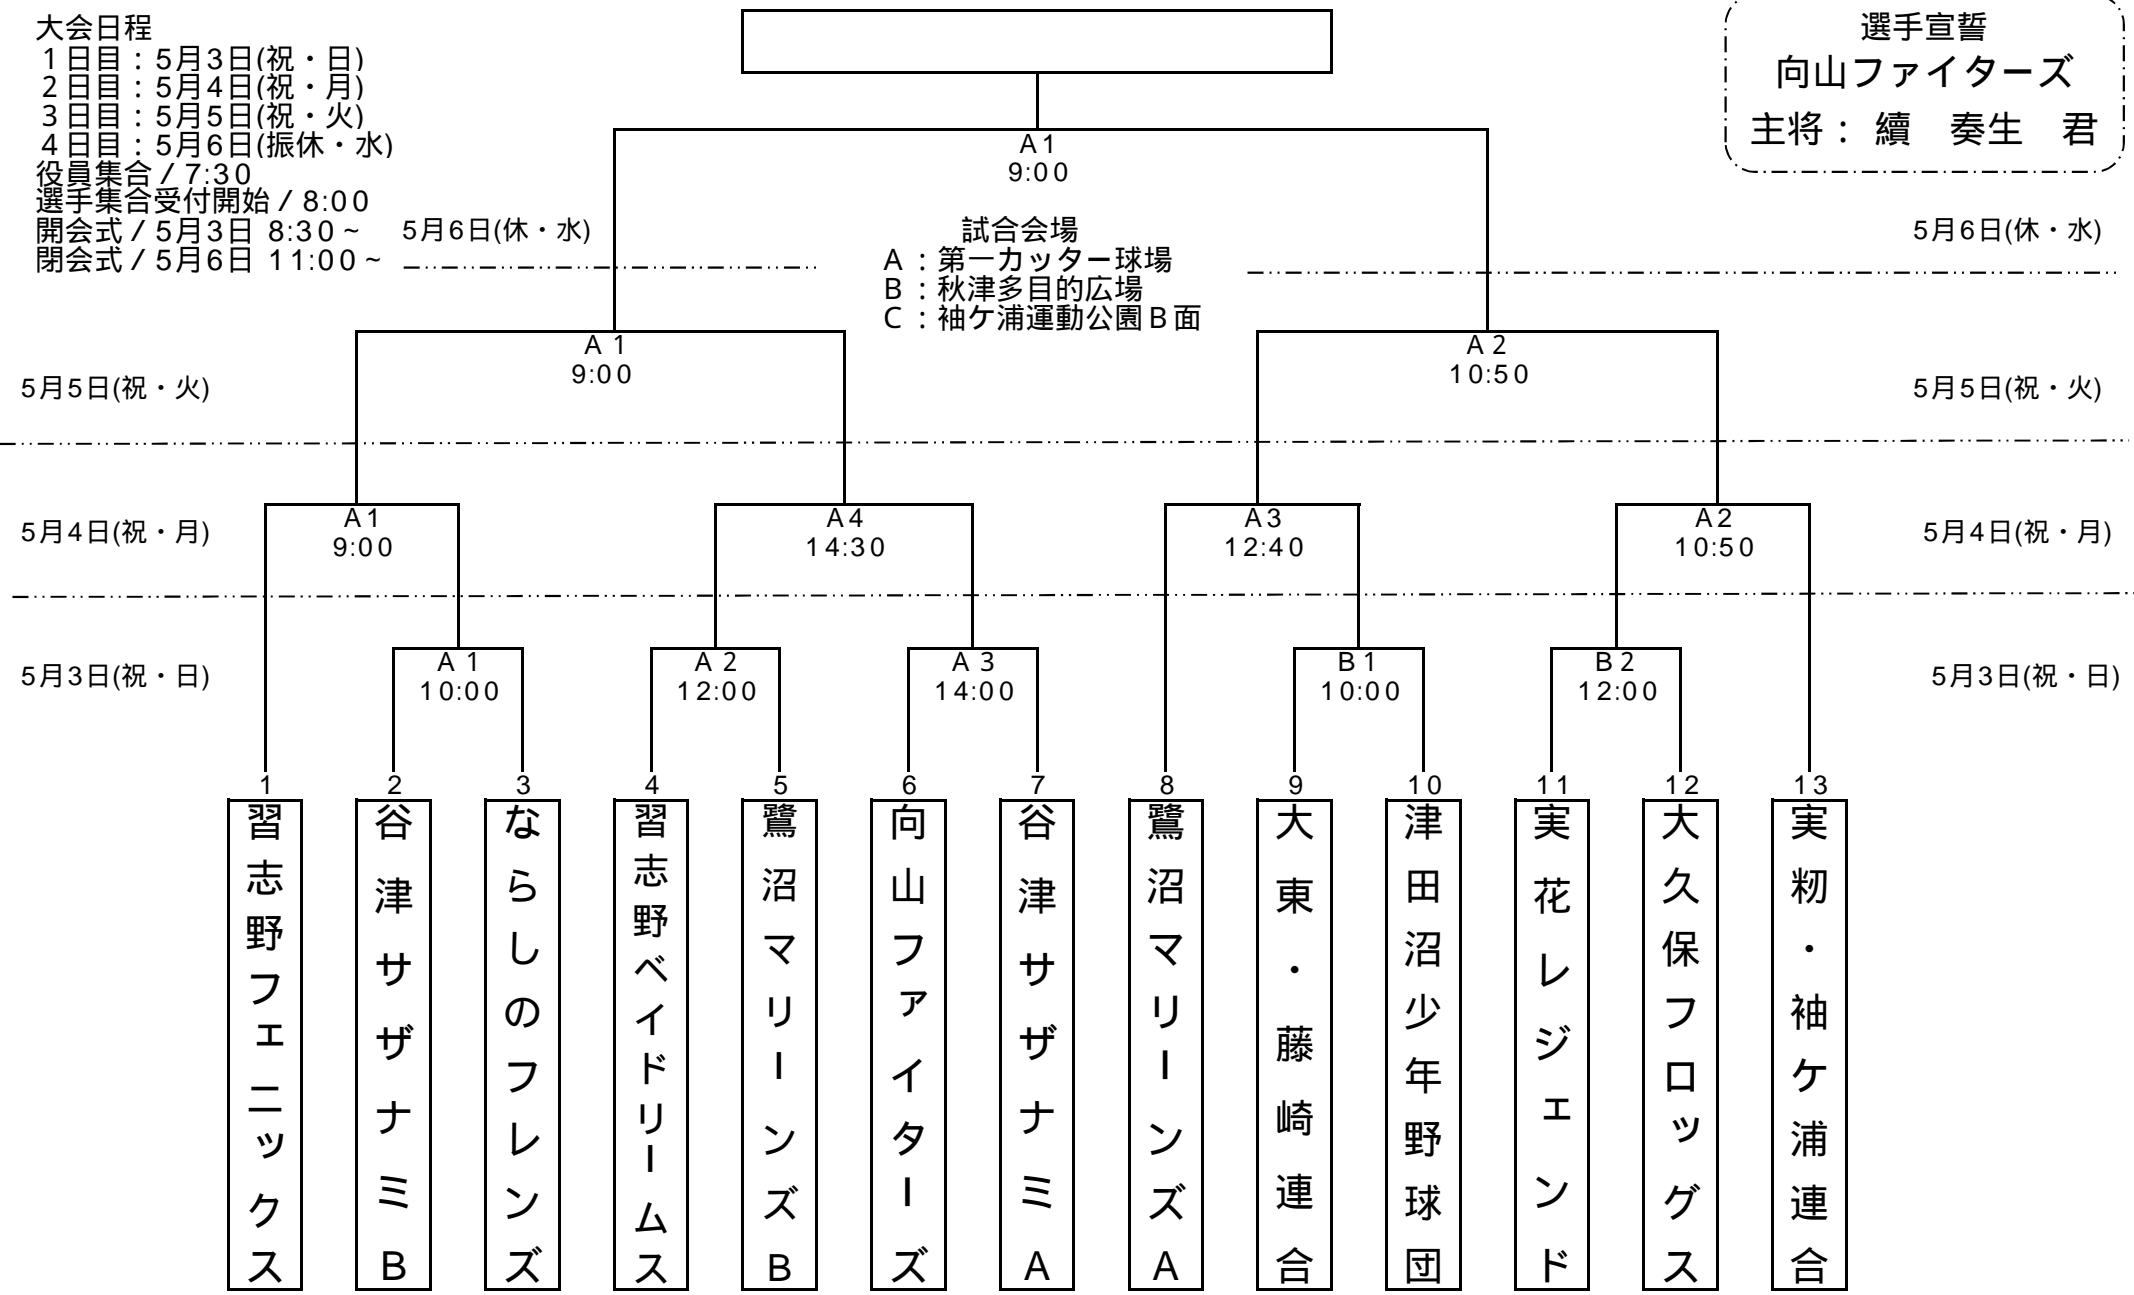 大会日程
1日目：5月3日(祝・日)
2日目：5月4日(祝・月)
3日目：5月5日(祝・火)
4日目：5月6日(振休・水)
役員集合/7:30
選手集合受付開始/8:00
開会式/5月3日 8:30~
閉会式/5月6日 11:00~
選手宣誓
向山ファイターズ
主将：續　奏生　君
A1
9:00
5月6日(休・水)
5月6日(休・水)
試合会場
A：第一カッター球場
B：秋津多目的広場
C：袖ケ浦運動公園B面
A1
9:00
A2
10:50
5月5日(祝・火)
5月5日(祝・火)
5月4日(祝・月)
A1
9:00
A4
14:30
A3
12:40
A2
10:50
5月4日(祝・月)
5月3日(祝・日)
A1
10:00
A2
12:00
A3
14:00
B1
10:00
B2
12:00
5月3日(祝・日)
1
習志野フェニックス
2
谷津サザナミB
3
ならしのフレンズ
4
習志野ベイドリームス
5
鷺沼マリーンズB
6
向山ファイターズ
7
谷津サザナミA
8
鷺沼マリーンズA
9
大東・藤崎連合
10
津田沼少年野球団
11
実花レジェンド
12
大久保フロッグス
13
実籾・袖ケ浦連合